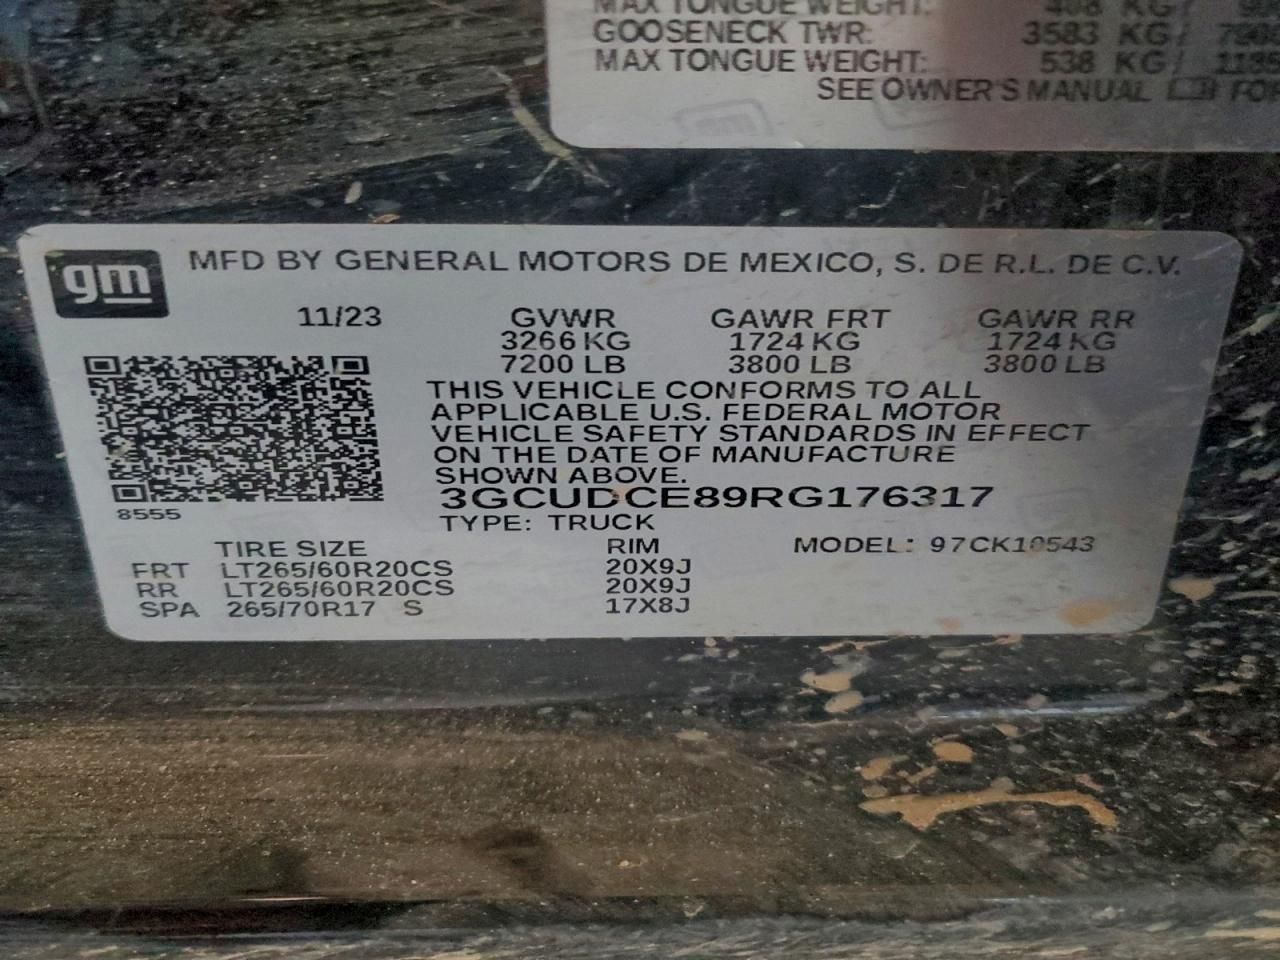 MAX TONGUE WEIGHT: 408 KG/
GOOSENECK TWR: 3583 KG/
MAX TONGUE WEIGHT: 538 KG/
SEE OWNER'S MANUAL FOR
gm MFD BY GENERAL MOTORS DE MEXICO, S. DE R.L. DE C.V.
11/23 GVWR GAWR FRT GAWR RR
3266 KG 1724 KG 1724 KG
7200 LB 3800 LB 3800 LB
THIS VEHICLE CONFORMS TO ALL
APPLICABLE U.S. FEDERAL MOTOR
VEHICLE SAFETY STANDARDS IN EFFECT
ON THE DATE OF MANUFACTURE
SHOWN ABOVE.
3GCUDCE89RG176317
8555
TYPE: TRUCK
TIRE SIZE RIM MODEL: 97CK10543
FRT LT265/60R20CS 20X9J
RR LT265/60R20CS 20X9J
SPA 265/70R17 S 17X8J